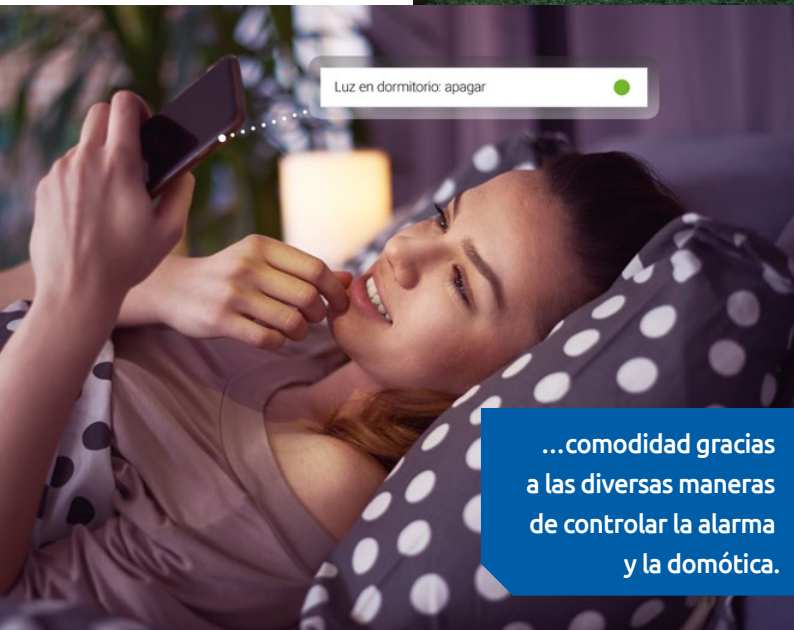 Luz en dormitorio: apagar
...comodidad gracias
a las diversas maneras
de controlar la alarma
y la domótica.